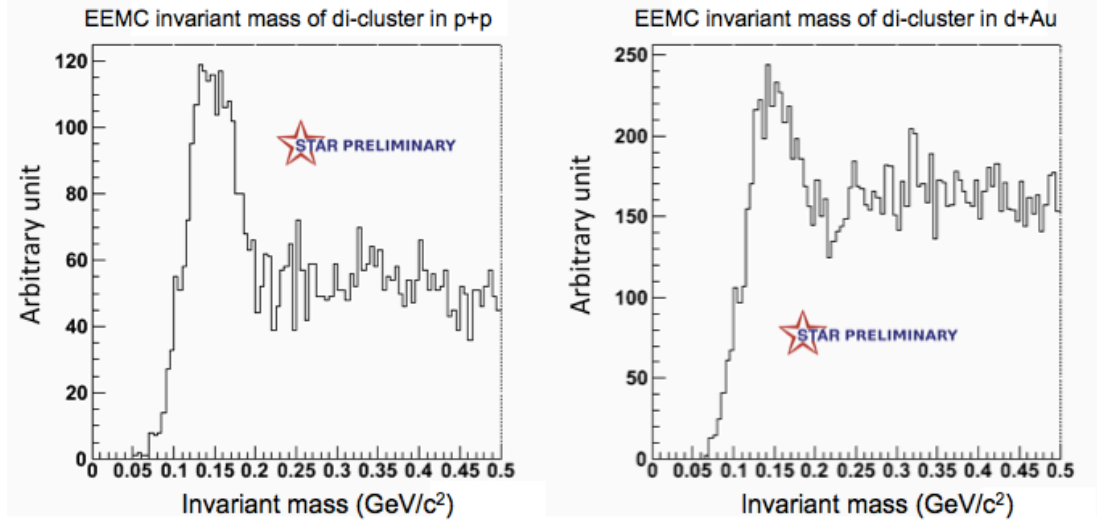 EEMC invariant mass of di-cluster in p+p
120
100
80
60
40
20
0
Arbitrary unit
STAR PRELIMINARY
0 0.05 0.1 0.15 0.2 0.25 0.3 0.35 0.4 0.45 0.5
Invariant mass (GeV/c²)
EEMC invariant mass of di-cluster in d+Au
250
200
150
100
50
0
Arbitrary unit
STAR PRELIMINARY
0 0.05 0.1 0.15 0.2 0.25 0.3 0.35 0.4 0.45 0.5
Invariant mass (GeV/c²)